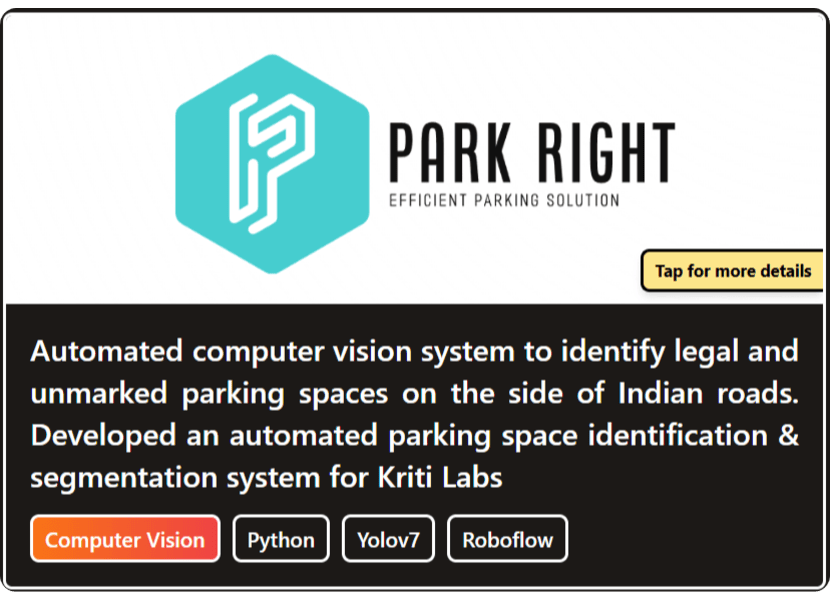 PARK RIGHT
EFFICIENT PARKING SOLUTION
Tap for more details
Automated computer vision system to identify legal and
unmarked parking spaces on the side of Indian roads.
Developed an automated parking space identification &
segmentation system for Kriti Labs
Computer Vision Python Yolov7 Roboflow